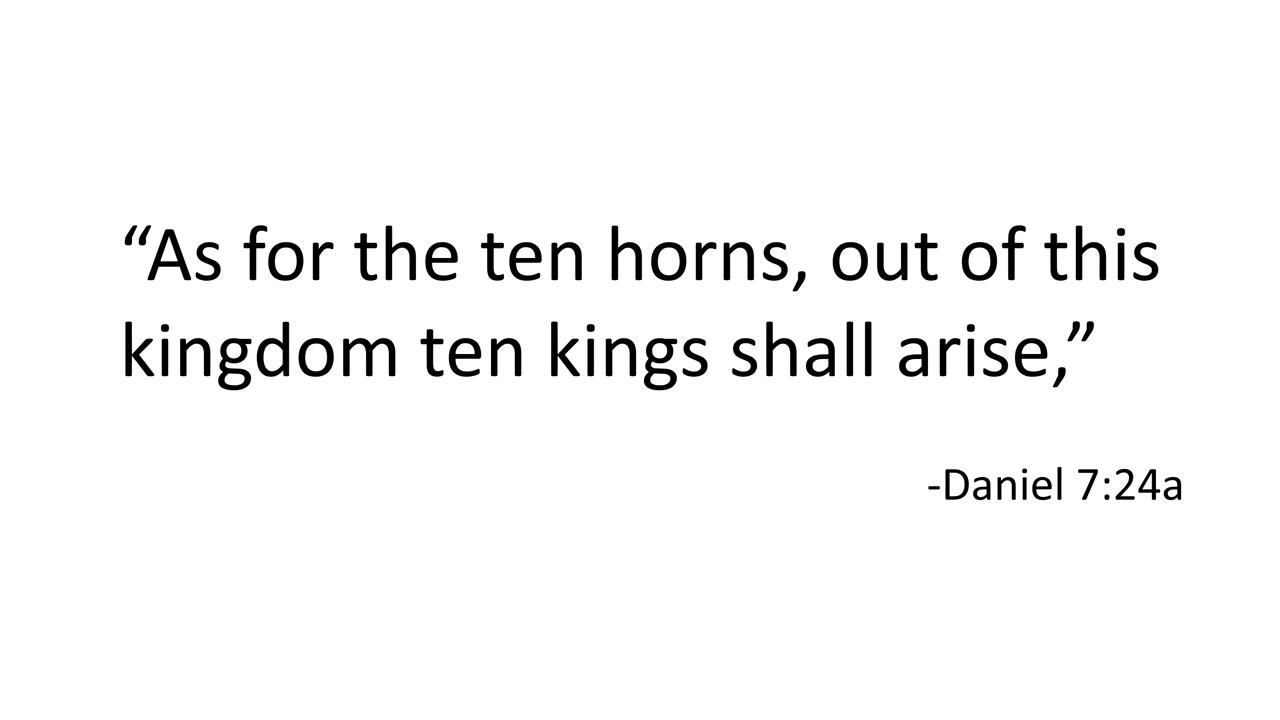 “As for the ten horns, out of this
kingdom ten kings shall arise,”
-Daniel 7:24a